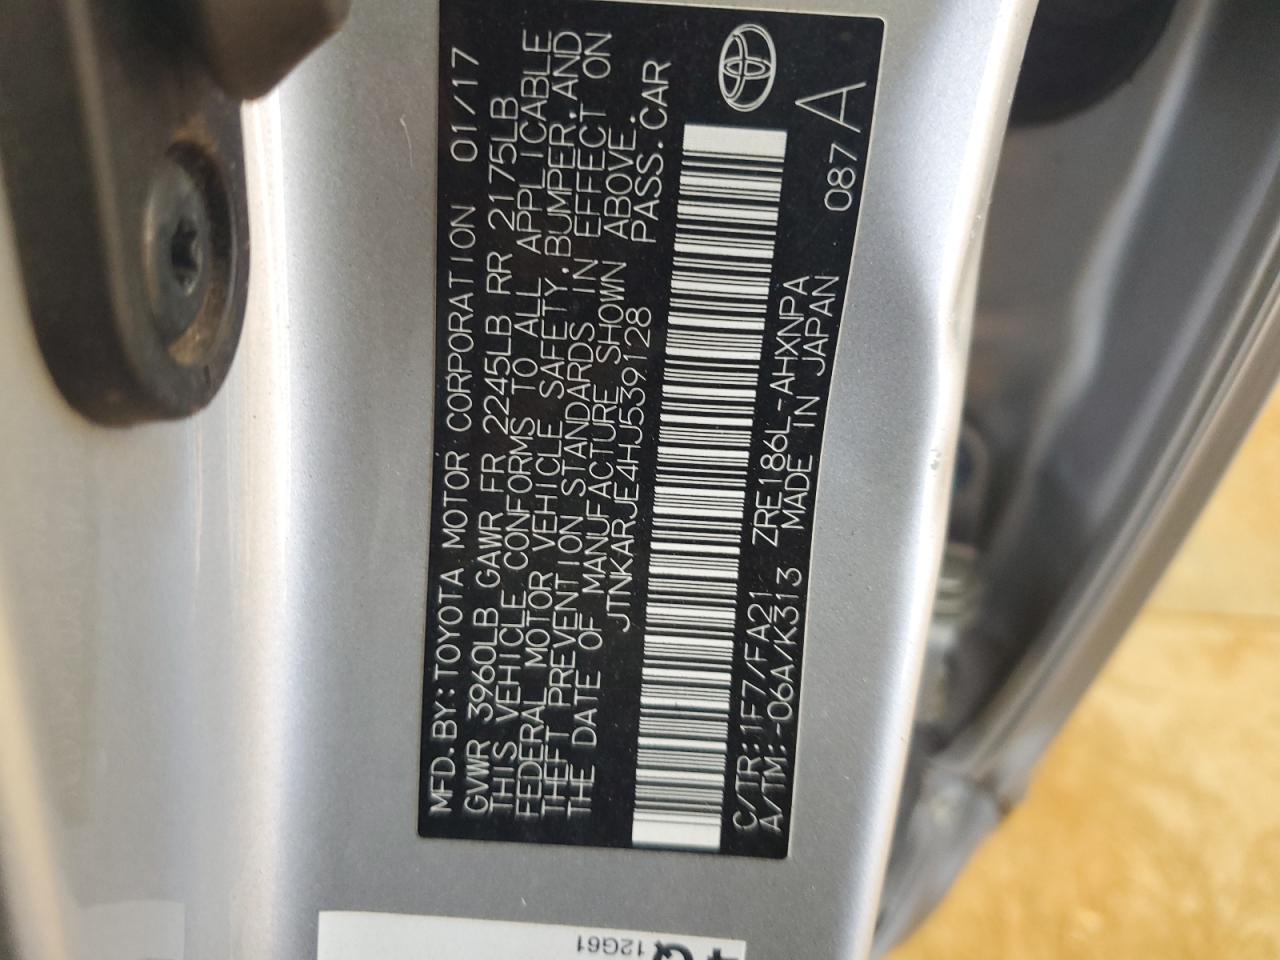 MFD.BY:TOYOTA MOTOR CORPORATION 01/17
GVWR 3960LB GAWR FR 2245LB RR 2175LB
THIS VEHICLE CONFORMS TO ALL APPLICABLE
FEDERAL MOTOR VEHICLE SAFETY,BUMPER,AND
THEFT PREVENTION STANDARDS IN EFFECT ON
THE DATE OF MANUFACTURE SHOWN ABOVE.
JTNKARJE4HJ539128 PASS.CAR
C/TR:1F7/FA21 ZRE186L-AHXNPA
A/TM:-06A/K313 MADE IN JAPAN
087 A
12G61